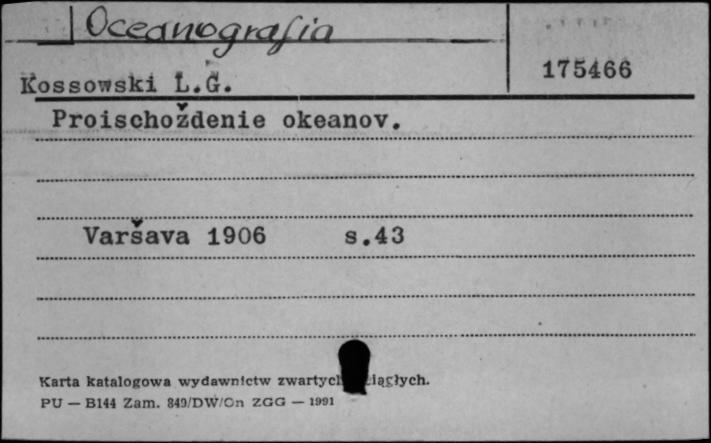 Oceanografia
175466
Kossowski L.G.
Proischoždenie okeanov.
Varšava 1906 s.43
Karta katalogowa wydawnictw zwartych ciągłych.
PU — B144 Zam. 849/DW/On ZGG — 1991